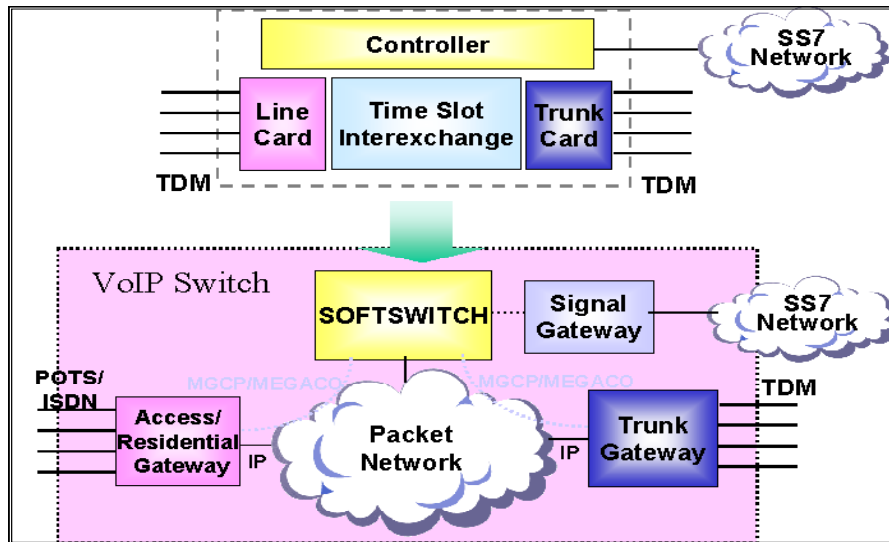 Controller
SS7
Network
Line
Card
Time Slot
Interexchange
Trunk
Card
TDM
TDM
VoIP Switch
SOFTSWITCH
Signal
Gateway
SS7
Network
MGCP/MEGACO
MGCP/MEGACO
POTS/
ISDN
TDM
Access/
Residential
Gateway
IP
Packet
Network
IP
Trunk
Gateway